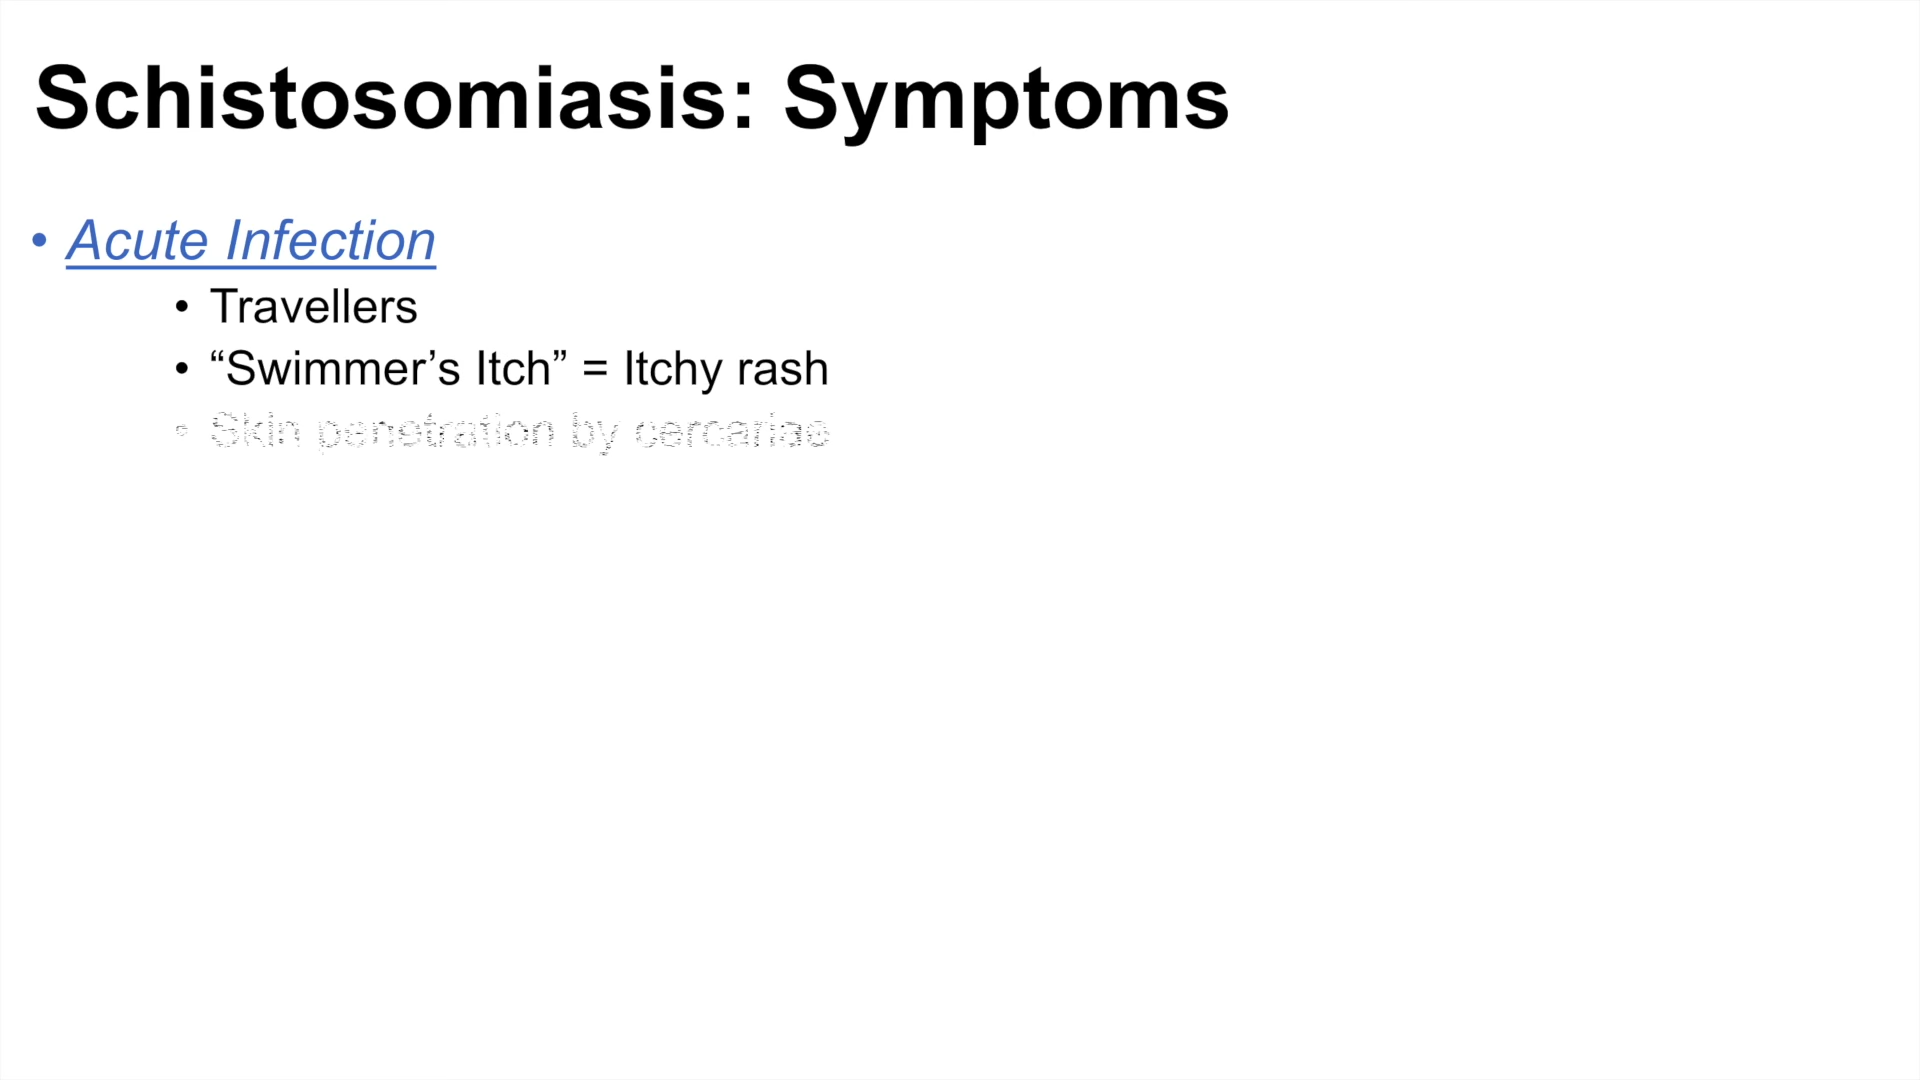 Schistosomiasis: Symptoms
• Acute Infection
• Travellers
• “Swimmer’s Itch” = Itchy rash
• Skin penetration by cercariae